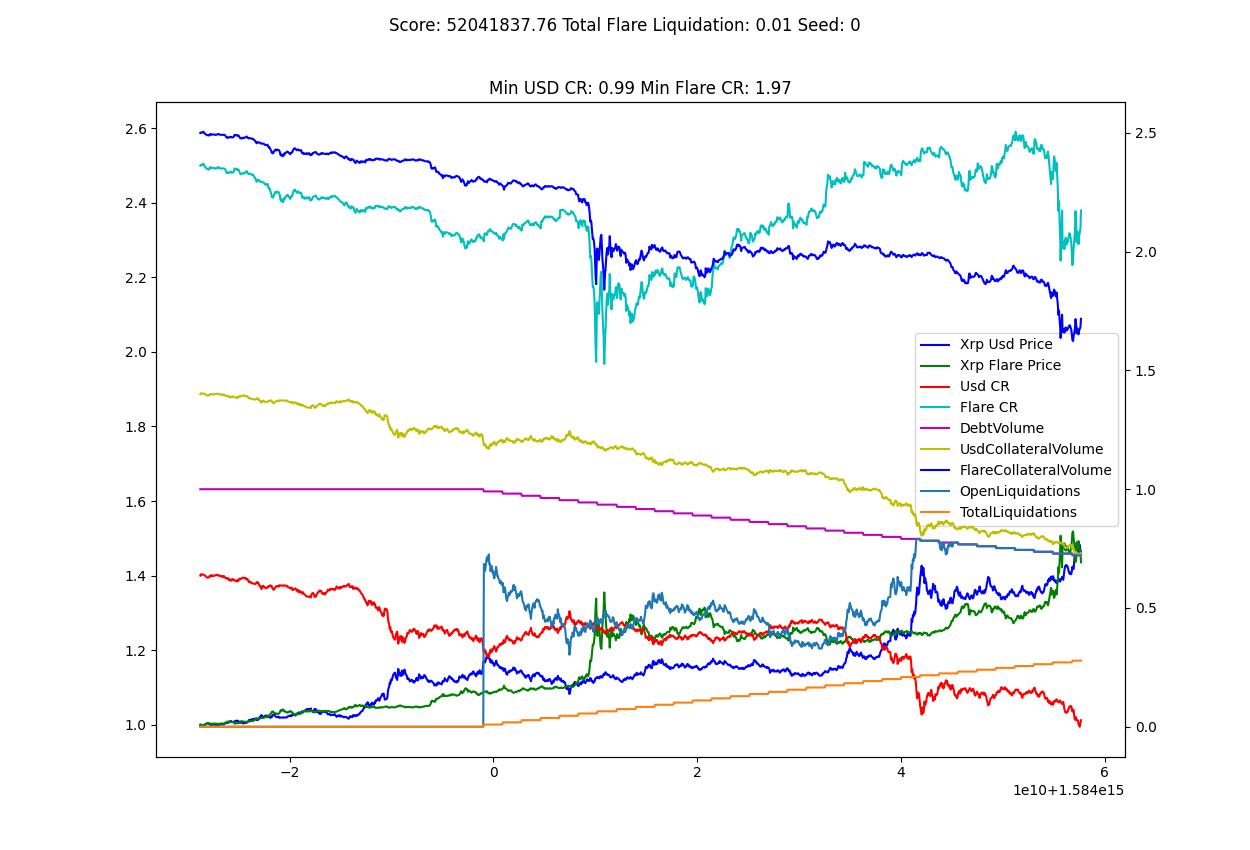 Score: 52041837.76 Total Flare Liquidation: 0.01 Seed: 0
Min USD CR: 0.99 Min Flare CR: 1.97
2.6
2.4
2.2
2.0
1.8
1.6
1.4
1.2
1.0
2.5
2.0
1.5
1.0
0.5
0.0
Xrp Usd Price
Xrp Flare Price
Usd CR
Flare CR
DebtVolume
UsdCollateralVolume
FlareCollateralVolume
OpenLiquidations
TotalLiquidations
−2 0 2 4 6
1e10+1.584e15